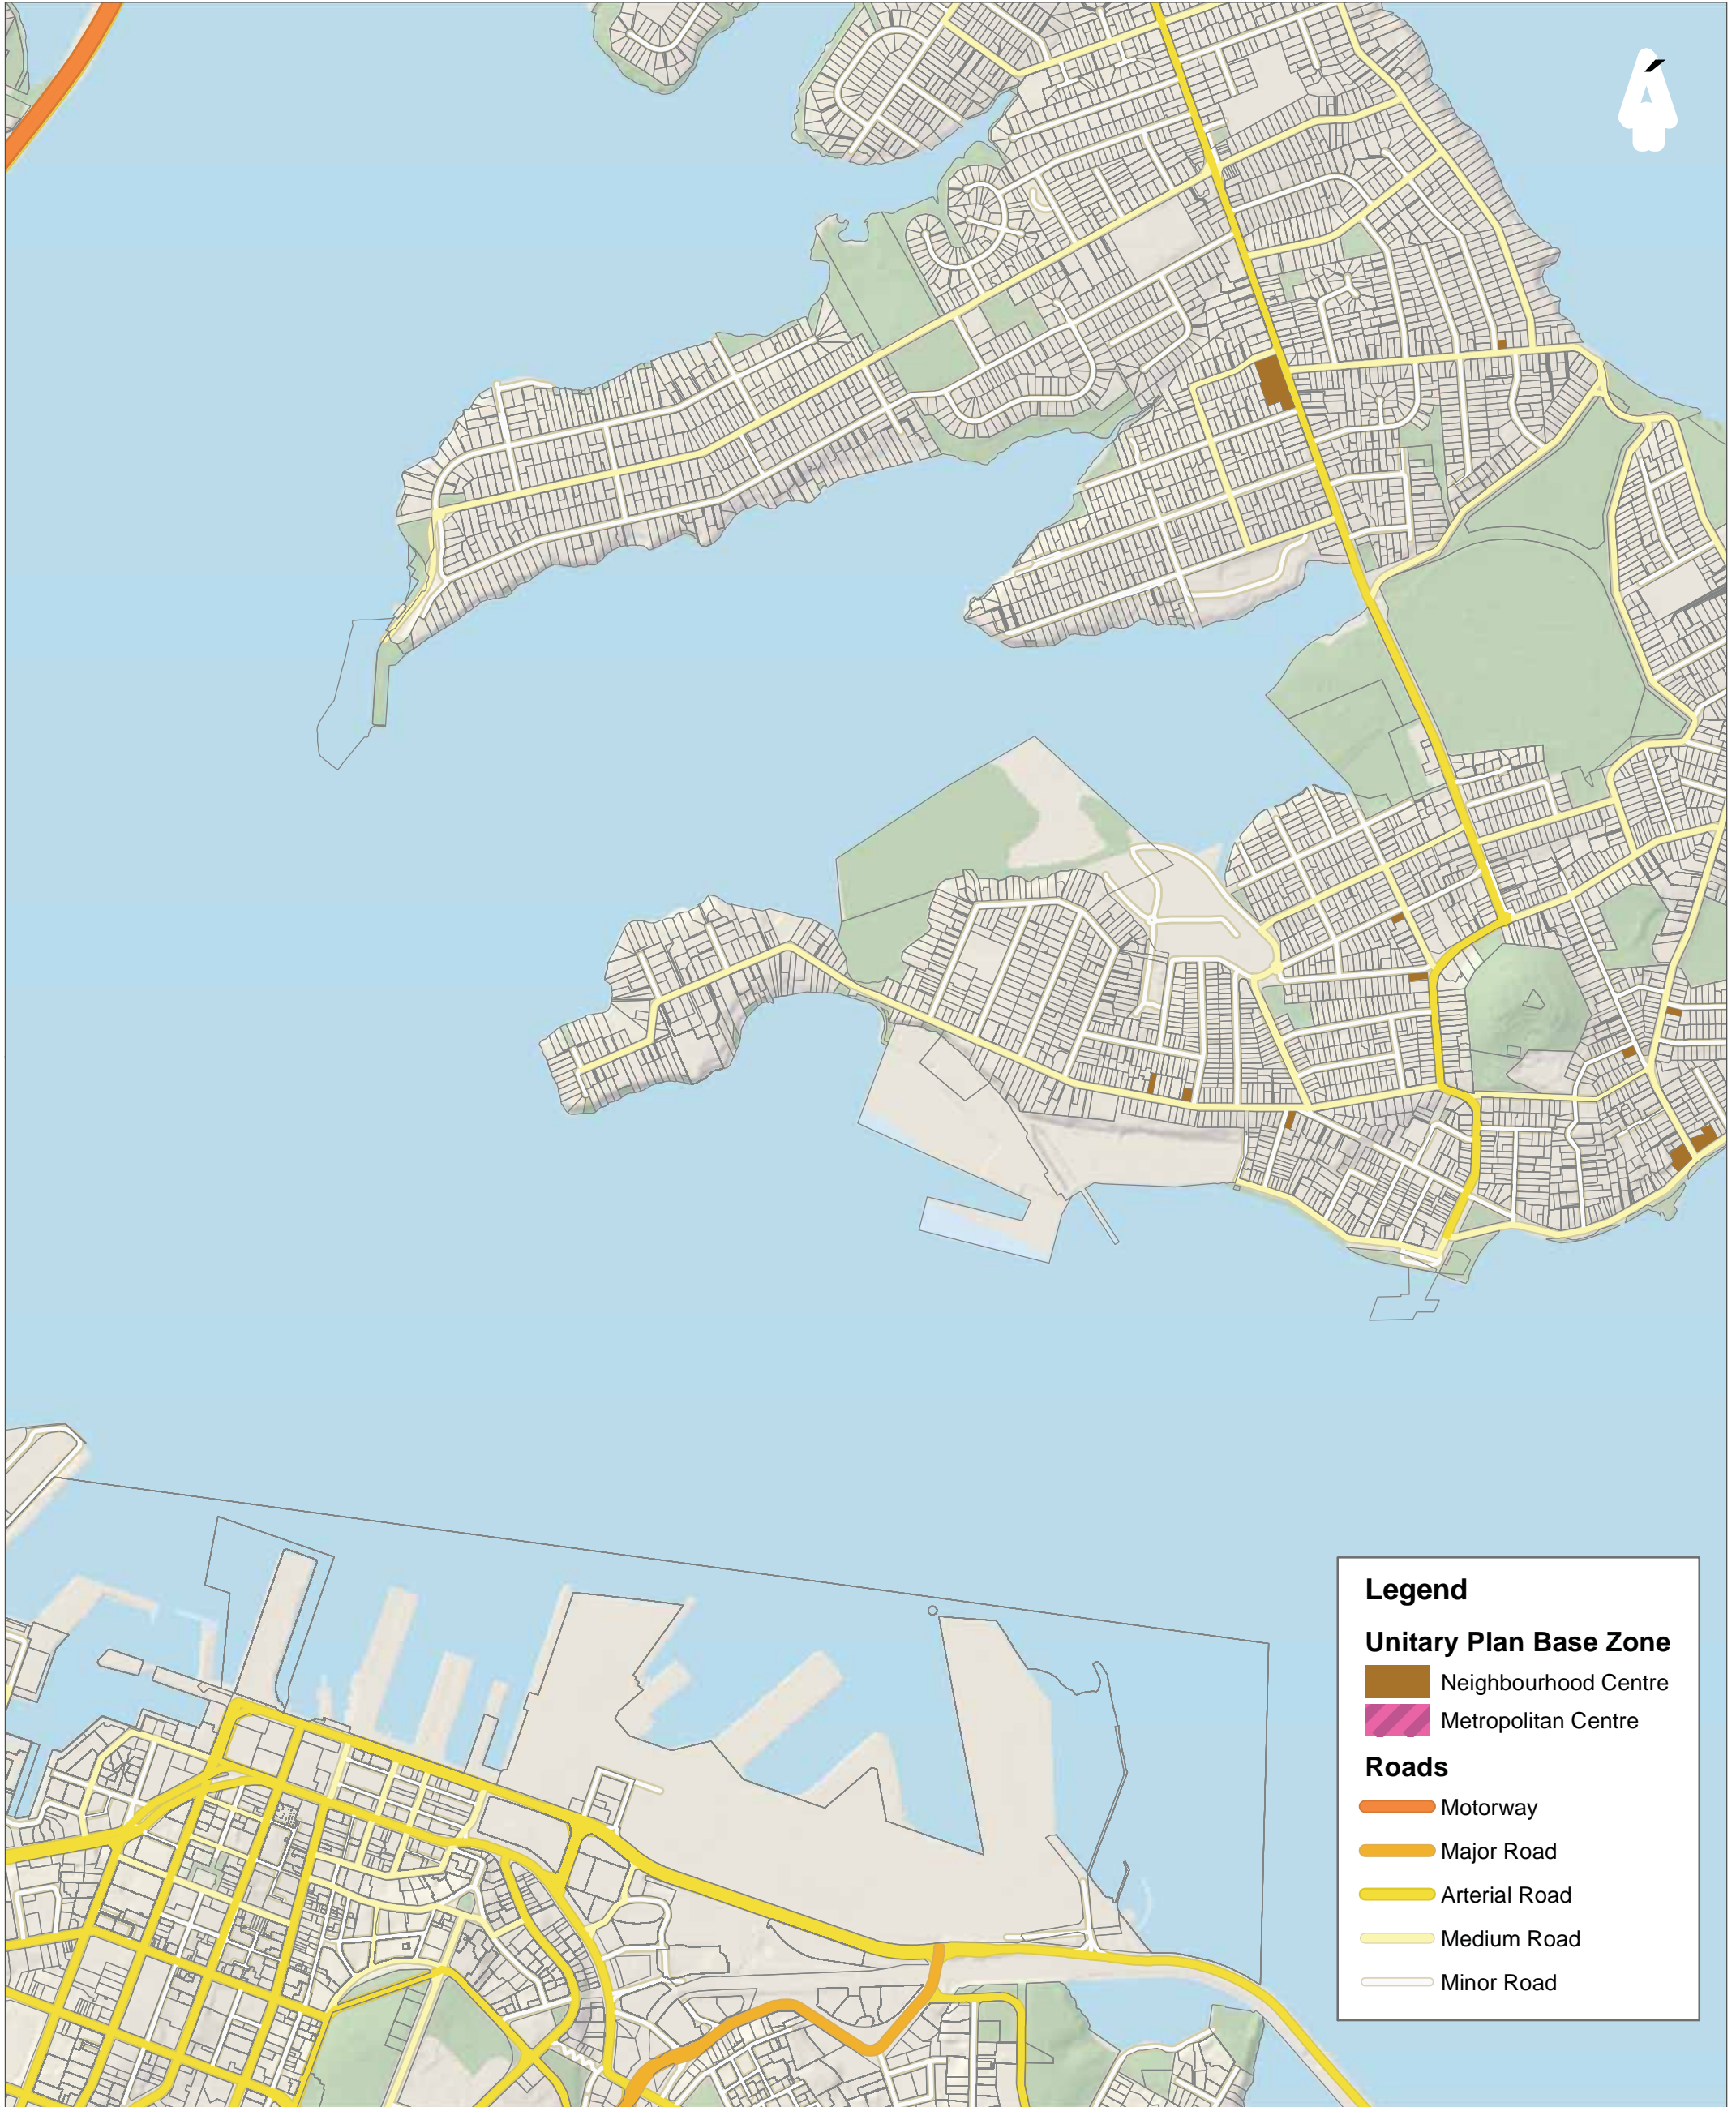 Legend
Unitary Plan Base Zone
Neighbourhood Centre
Metropolitan Centre
Roads
Motorway
Major Road
Arterial Road
Medium Road
Minor Road